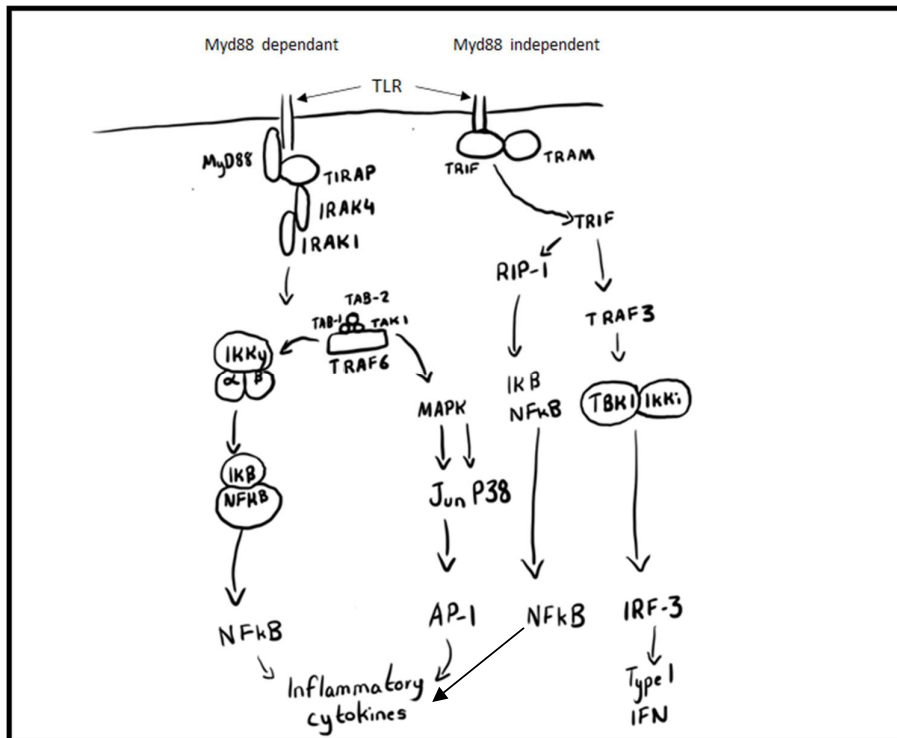 Myd88 dependant
Myd88 independent
TLR
MyD88
TIRAP
IRAK4
IRAK1
TRIF
TRAM
TRIF
RIP-1
TRAF3
TAB-2
TAB-1
TAK1
TRAF6
IKKγ
α β
MAPK
IKB
NFkB
TBK1
IKKi
IKB
NFKB
Jun P38
NFkB
AP-1
NFkB
IRF-3
Inflammatory
cytokines
Type 1
IFN